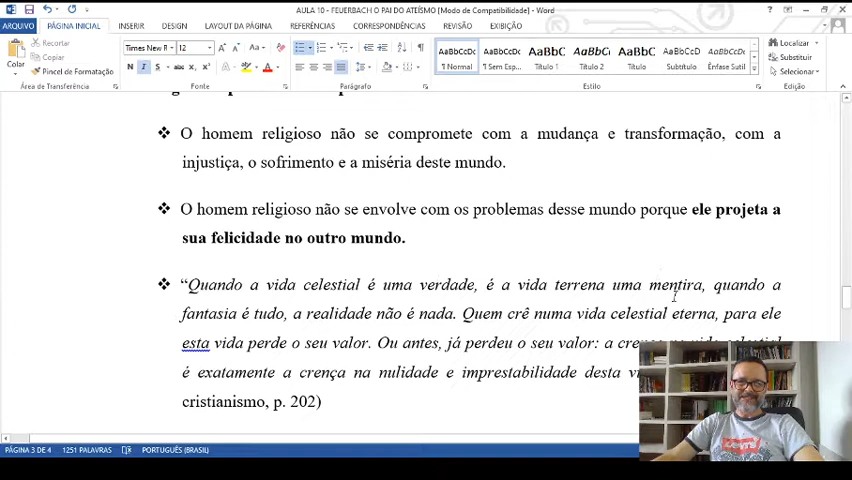 AULA 10 - FEUERBACH O PAI DO ATEÍSMO [Modo de Compatibilidade] - Word
ARQUIVO PÁGINA INICIAL INSERIR DESIGN LAYOUT DA PÁGINA REFERÊNCIAS CORRESPONDÊNCIAS REVISÃO EXIBIÇÃO
Colar
Recortar
Copiar
Pincel de Formatação
Área de Transferência
Times New R 12
N I S abc
Fonte
Parágrafo
AaBbCcDc AaBbCcDc AaBbC AaBbCc AaBbC AaBbCcD AaBbCcDc
¶ Normal ¶ Sem Esp... Título 1 Título 2 Título Subtítulo Ênfase Sutil
Estilo
Localizar
Substituir
Selecionar
Edição
O homem religioso não se compromete com a mudança e transformação, com a
injustiça, o sofrimento e a miséria deste mundo.
O homem religioso não se envolve com os problemas desse mundo porque ele projeta a
sua felicidade no outro mundo.
“Quando a vida celestial é uma verdade, é a vida terrena uma mentira, quando a
fantasia é tudo, a realidade não é nada. Quem crê numa vida celestial eterna, para ele
esta vida perde o seu valor. Ou antes, já perdeu o seu valor: a
é exatamente a crença na nulidade e imprestabilidade desta
cristianismo, p. 202)
Levi's
PÁGINA 3 DE 4 1251 PALAVRAS PORTUGUÊS (BRASIL)